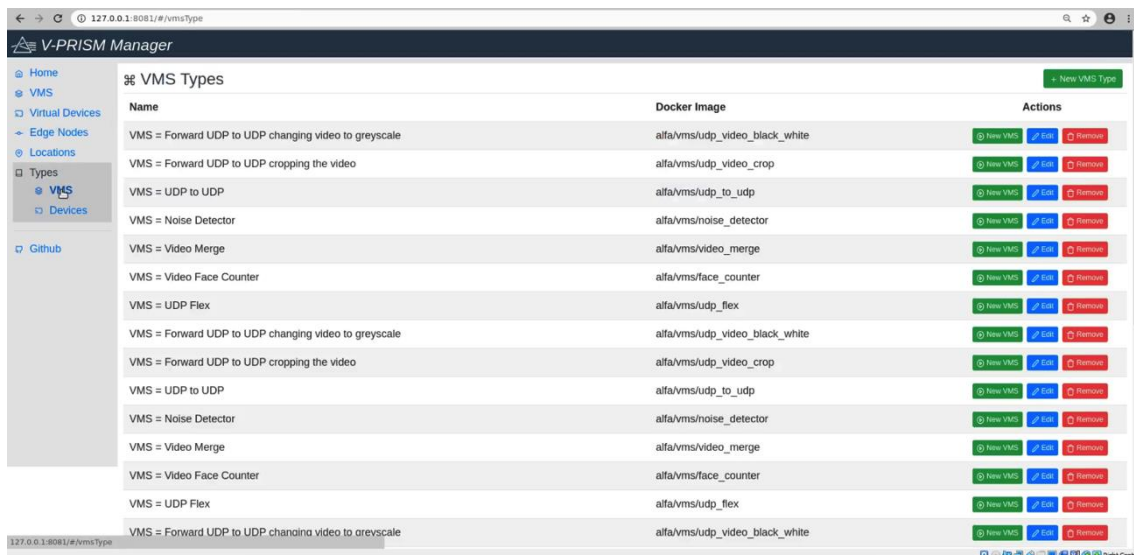 127.0.0.1:8081/#/vmsType
V-PRISM Manager
Home
VMS
Virtual Devices
Edge Nodes
Locations
Types
VMS
Devices
Github
VMS Types
+ New VMS Type
Name Docker Image Actions
VMS = Forward UDP to UDP changing video to greyscale alfa/vms/udp_video_black_white New VMS Edit Remove
VMS = Forward UDP to UDP cropping the video alfa/vms/udp_video_crop New VMS Edit Remove
VMS = UDP to UDP alfa/vms/udp_to_udp New VMS Edit Remove
VMS = Noise Detector alfa/vms/noise_detector New VMS Edit Remove
VMS = Video Merge alfa/vms/video_merge New VMS Edit Remove
VMS = Video Face Counter alfa/vms/face_counter New VMS Edit Remove
VMS = UDP Flex alfa/vms/udp_flex New VMS Edit Remove
VMS = Forward UDP to UDP changing video to greyscale alfa/vms/udp_video_black_white New VMS Edit Remove
VMS = Forward UDP to UDP cropping the video alfa/vms/udp_video_crop New VMS Edit Remove
VMS = UDP to UDP alfa/vms/udp_to_udp New VMS Edit Remove
VMS = Noise Detector alfa/vms/noise_detector New VMS Edit Remove
VMS = Video Merge alfa/vms/video_merge New VMS Edit Remove
VMS = Video Face Counter alfa/vms/face_counter New VMS Edit Remove
VMS = UDP Flex alfa/vms/udp_flex New VMS Edit Remove
VMS = Forward UDP to UDP changing video to greyscale alfa/vms/udp_video_black_white New VMS Edit Remove
127.0.0.1:8081/#/vmsType